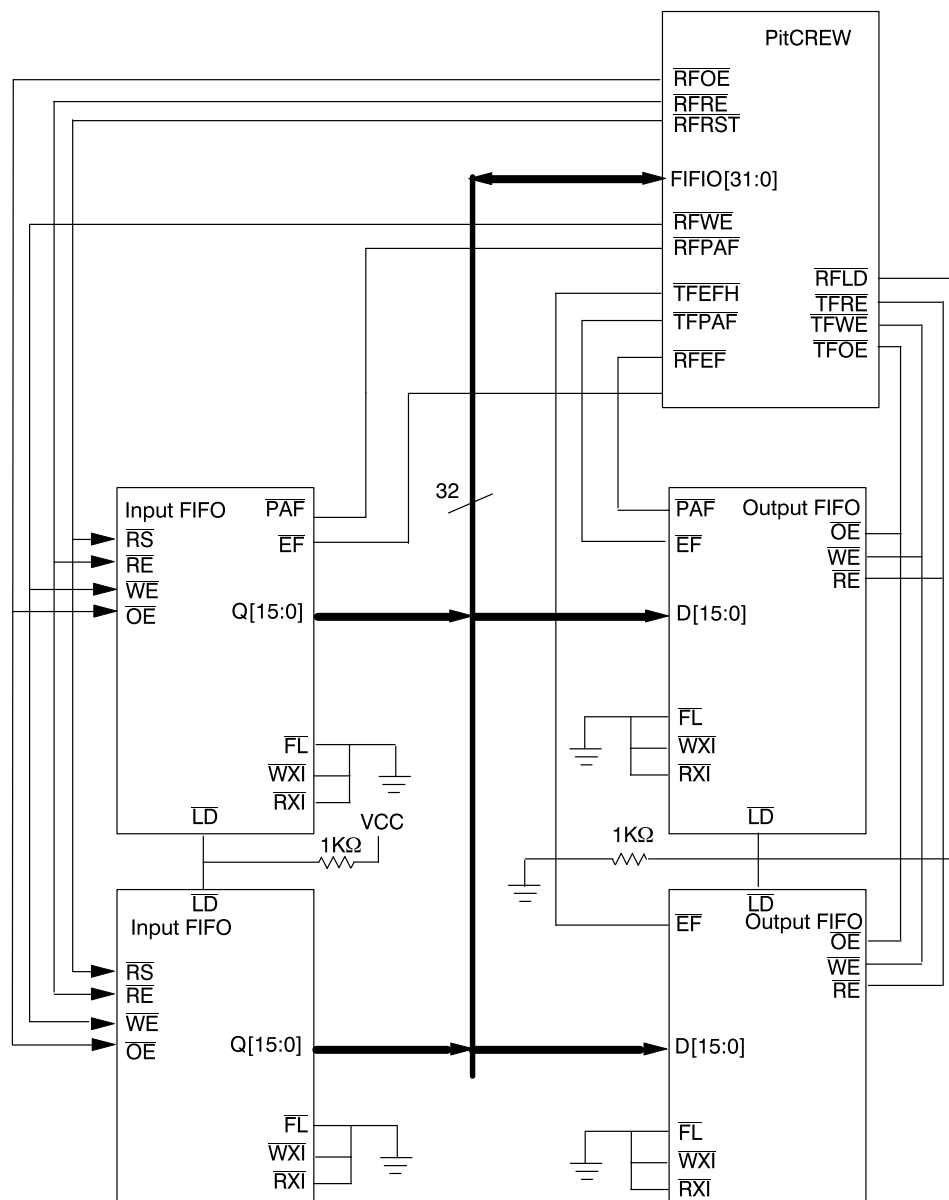 PitCREW
RFOE
RFRE
RFRST
FIFIO[31:0]
RFWE
RFPAF
RFLD
TFEFH
TFRE
TFPAF
TFWE
TFOE
RFEF
32
Input FIFO
PAF
RS
EF
RE
WE
OE
Q[15:0]
FL
WXI
RXI
LD
PAF
Output FIFO
OE
EF
WE
RE
D[15:0]
FL
WXI
RXI
LD
VCC
1KΩ
1KΩ
LD
Input FIFO
RS
RE
WE
OE
Q[15:0]
FL
WXI
RXI
LD
Output FIFO
EF
OE
WE
RE
D[15:0]
FL
WXI
RXI